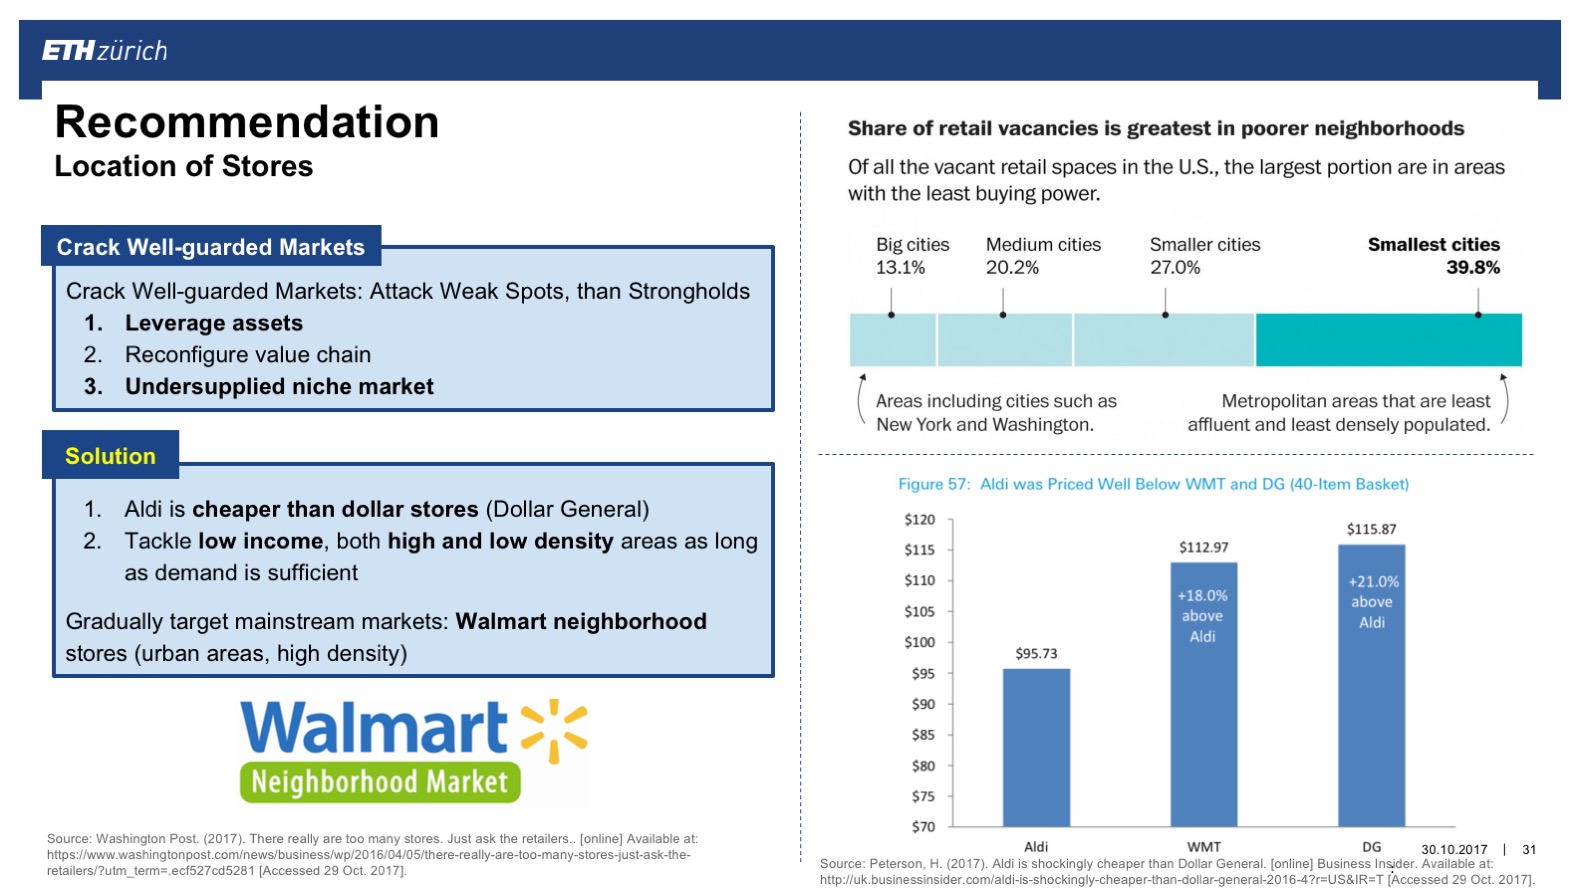 ETH zürich
Recommendation
Location of Stores
Crack Well-guarded Markets
Crack Well-guarded Markets: Attack Weak Spots, than Strongholds
1. Leverage assets
2. Reconfigure value chain
3. Undersupplied niche market
Solution
1. Aldi is cheaper than dollar stores (Dollar General)
2. Tackle low income, both high and low density areas as long
as demand is sufficient
Gradually target mainstream markets: Walmart neighborhood
stores (urban areas, high density)
Walmart
Neighborhood Market
Source: Washington Post. (2017). There really are too many stores. Just ask the retailers.. [online] Available at:
https://www.washingtonpost.com/news/business/wp/2016/04/05/there-really-are-too-many-stores-just-ask-the-
retailers/?utm_term=.ecf527cd5281 [Accessed 29 Oct. 2017].
Share of retail vacancies is greatest in poorer neighborhoods
Of all the vacant retail spaces in the U.S., the largest portion are in areas
with the least buying power.
Big cities Medium cities Smaller cities Smallest cities
13.1% 20.2% 27.0% 39.8%
Areas including cities such as
New York and Washington.
Metropolitan areas that are least
affluent and least densely populated.
Figure 57: Aldi was Priced Well Below WMT and DG (40-Item Basket)
$120
$115
$110
$105
$100
$95
$90
$85
$80
$75
$70
$95.73
$112.97
+18.0%
above
Aldi
$115.87
+21.0%
above
Aldi
Aldi WMT DG
30.10.2017 | 31
Source: Peterson, H. (2017). Aldi is shockingly cheaper than Dollar General. [online] Business Insider. Available at:
http://uk.businessinsider.com/aldi-is-shockingly-cheaper-than-dollar-general-2016-4?r=US&IR=T [Accessed 29 Oct. 2017].